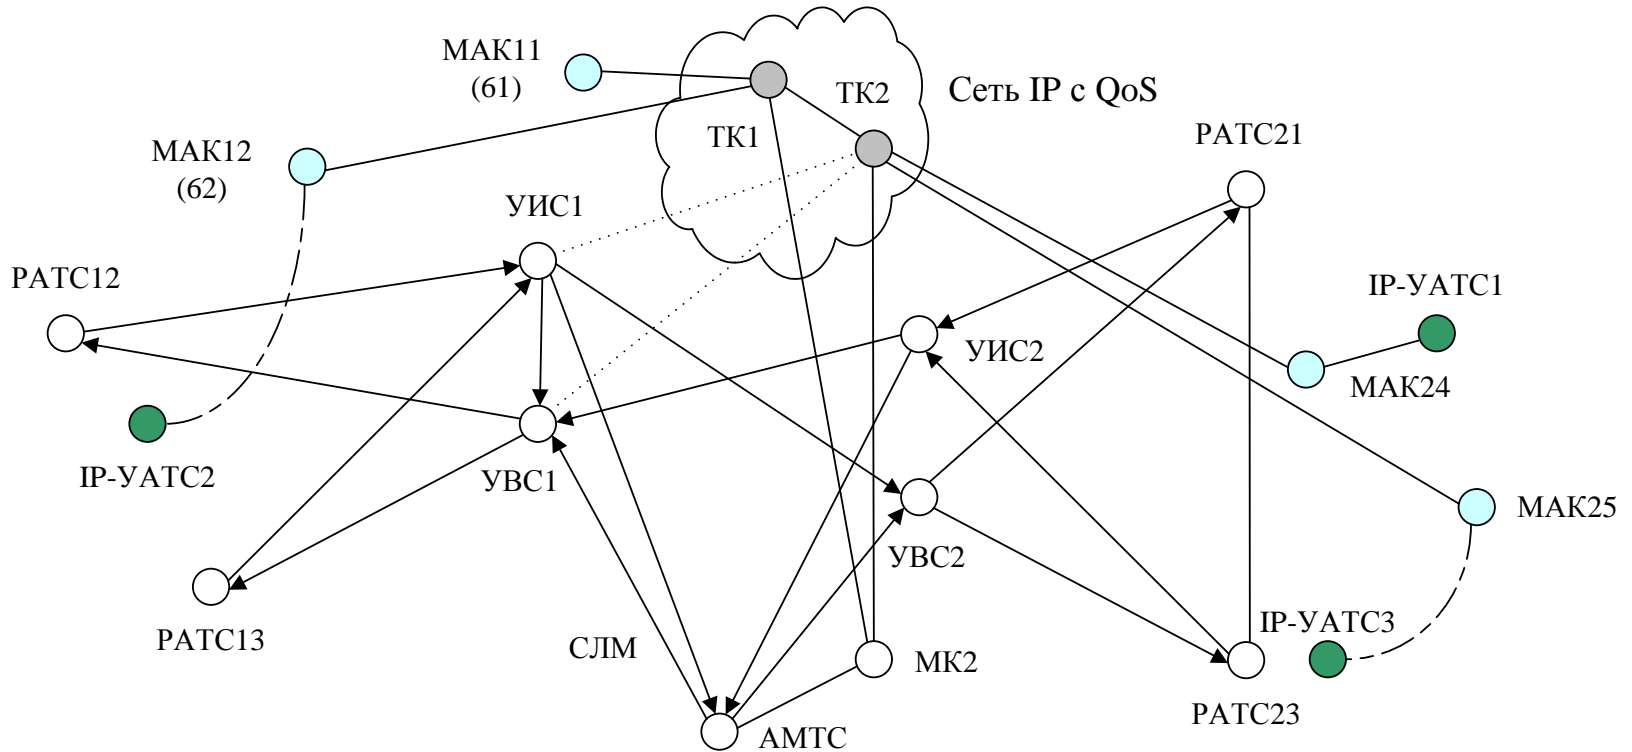 МАК11
(61)
ТК2
Сеть IP с QoS
ТК1
РАТС21
МАК12
(62)
УИС1
РАТС12
IP-УАТС1
УИС2
МАК24
IP-УАТС2
УВС1
МАК25
УВС2
РАТС13
СЛМ
IP-УАТС3
МК2
РАТС23
АМТС